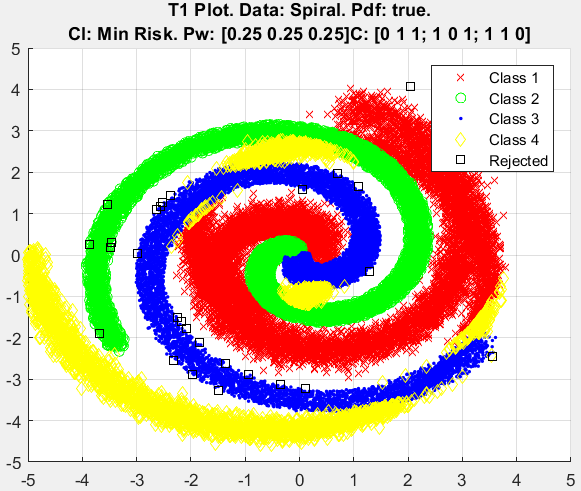 T1 Plot. Data: Spiral. Pdf: true.
Cl: Min Risk. Pw: [0.25 0.25 0.25]C: [0 1 1; 1 0 1; 1 1 0]
5
4
3
2
1
0
-1
-2
-3
-4
-5
-5 -4 -3 -2 -1 0 1 2 3 4 5
Class 1
Class 2
Class 3
Class 4
Rejected